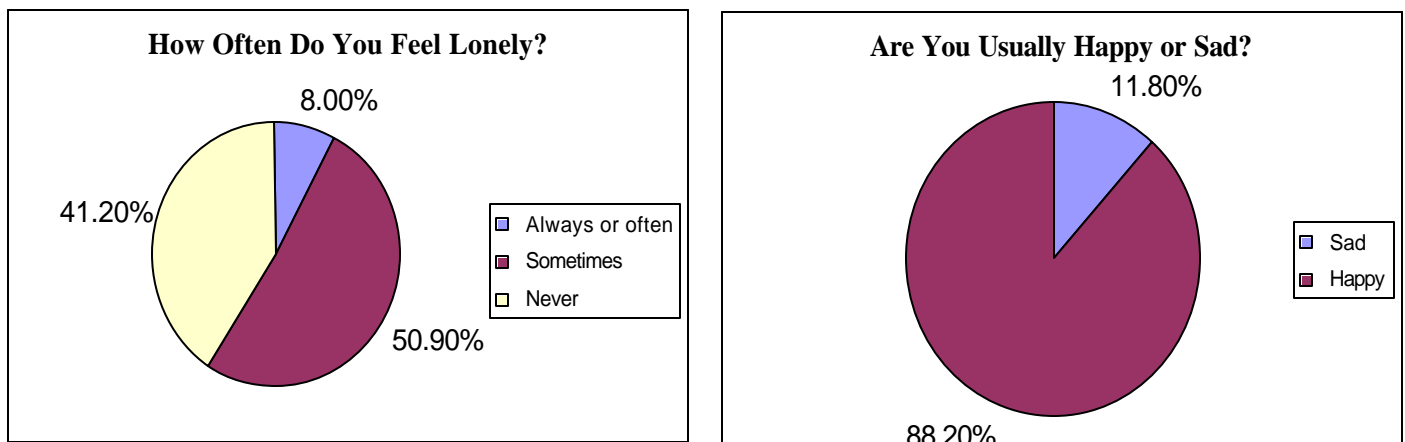 How Often Do You Feel Lonely?
8.00%
41.20%
50.90%
Always or often
Sometimes
Never
Are You Usually Happy or Sad?
11.80%
88.20%
Sad
Happy